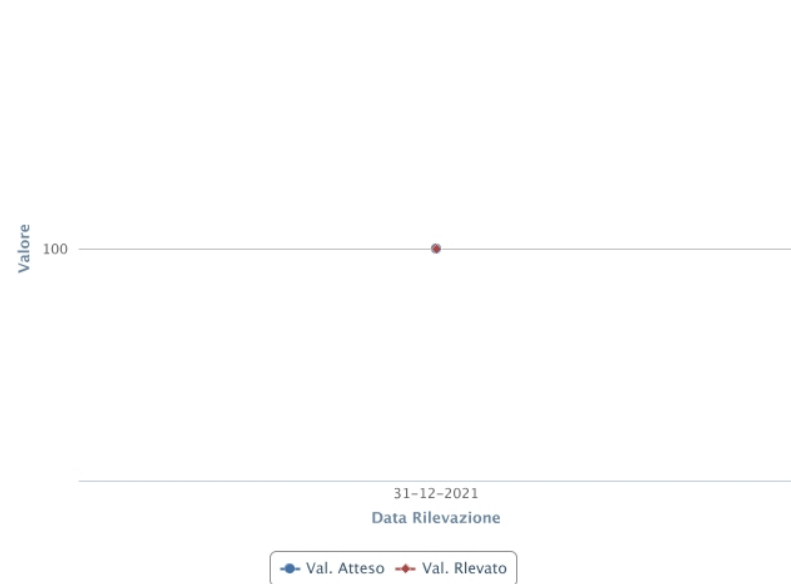 Valore
100
31-12-2021
Data Rilevazione
Val. Atteso Val. Rlevato